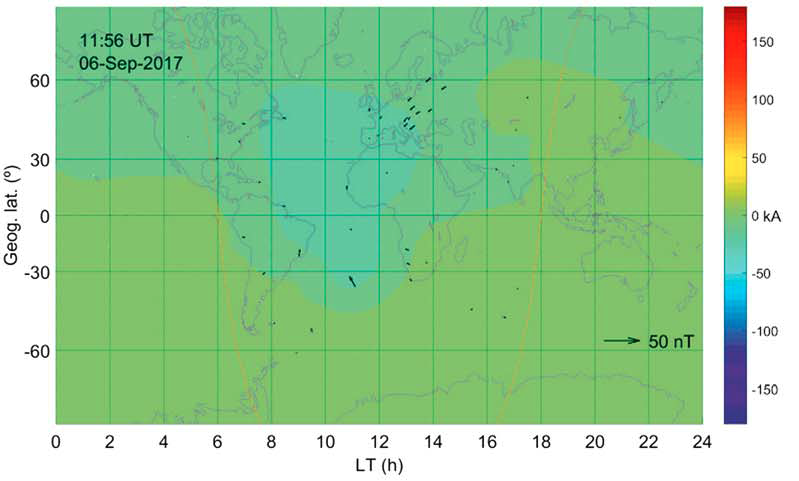 11:56 UT
06-Sep-2017
60
30
0
-30
-60
Geog. lat. (º)
50 nT
0 2 4 6 8 10 12 14 16 18 20 22 24
LT (h)
150
100
50
0 kA
-50
-100
-150